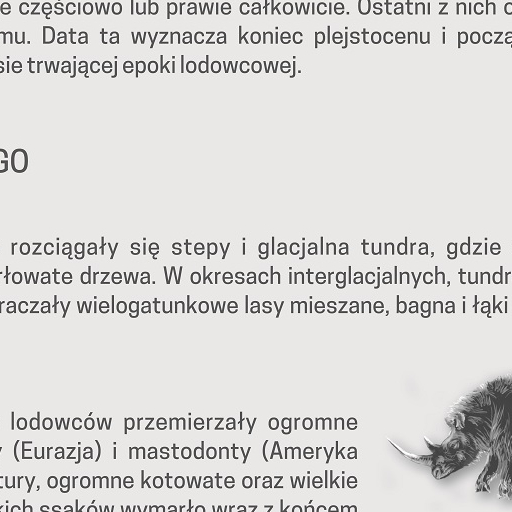 e częściowo lub prawie całkowicie. Ostatni z nich
mu. Data ta wyznacza koniec plejstocenu i począ
sie trwającej epoki lodowcowej.
GO
rozciągały się stepy i glacjalna tundra, gdzie
rłowate drzewa. W okresach interglacjalnych, tundr
raczały wielogatunkowe lasy mieszane, bagna i łąki
lodowców przemierzały ogromne
(Eurazja) i mastodonty (Ameryka
tury, ogromne kotowate oraz wielkie
kich ssaków wymarło wraz z końcem